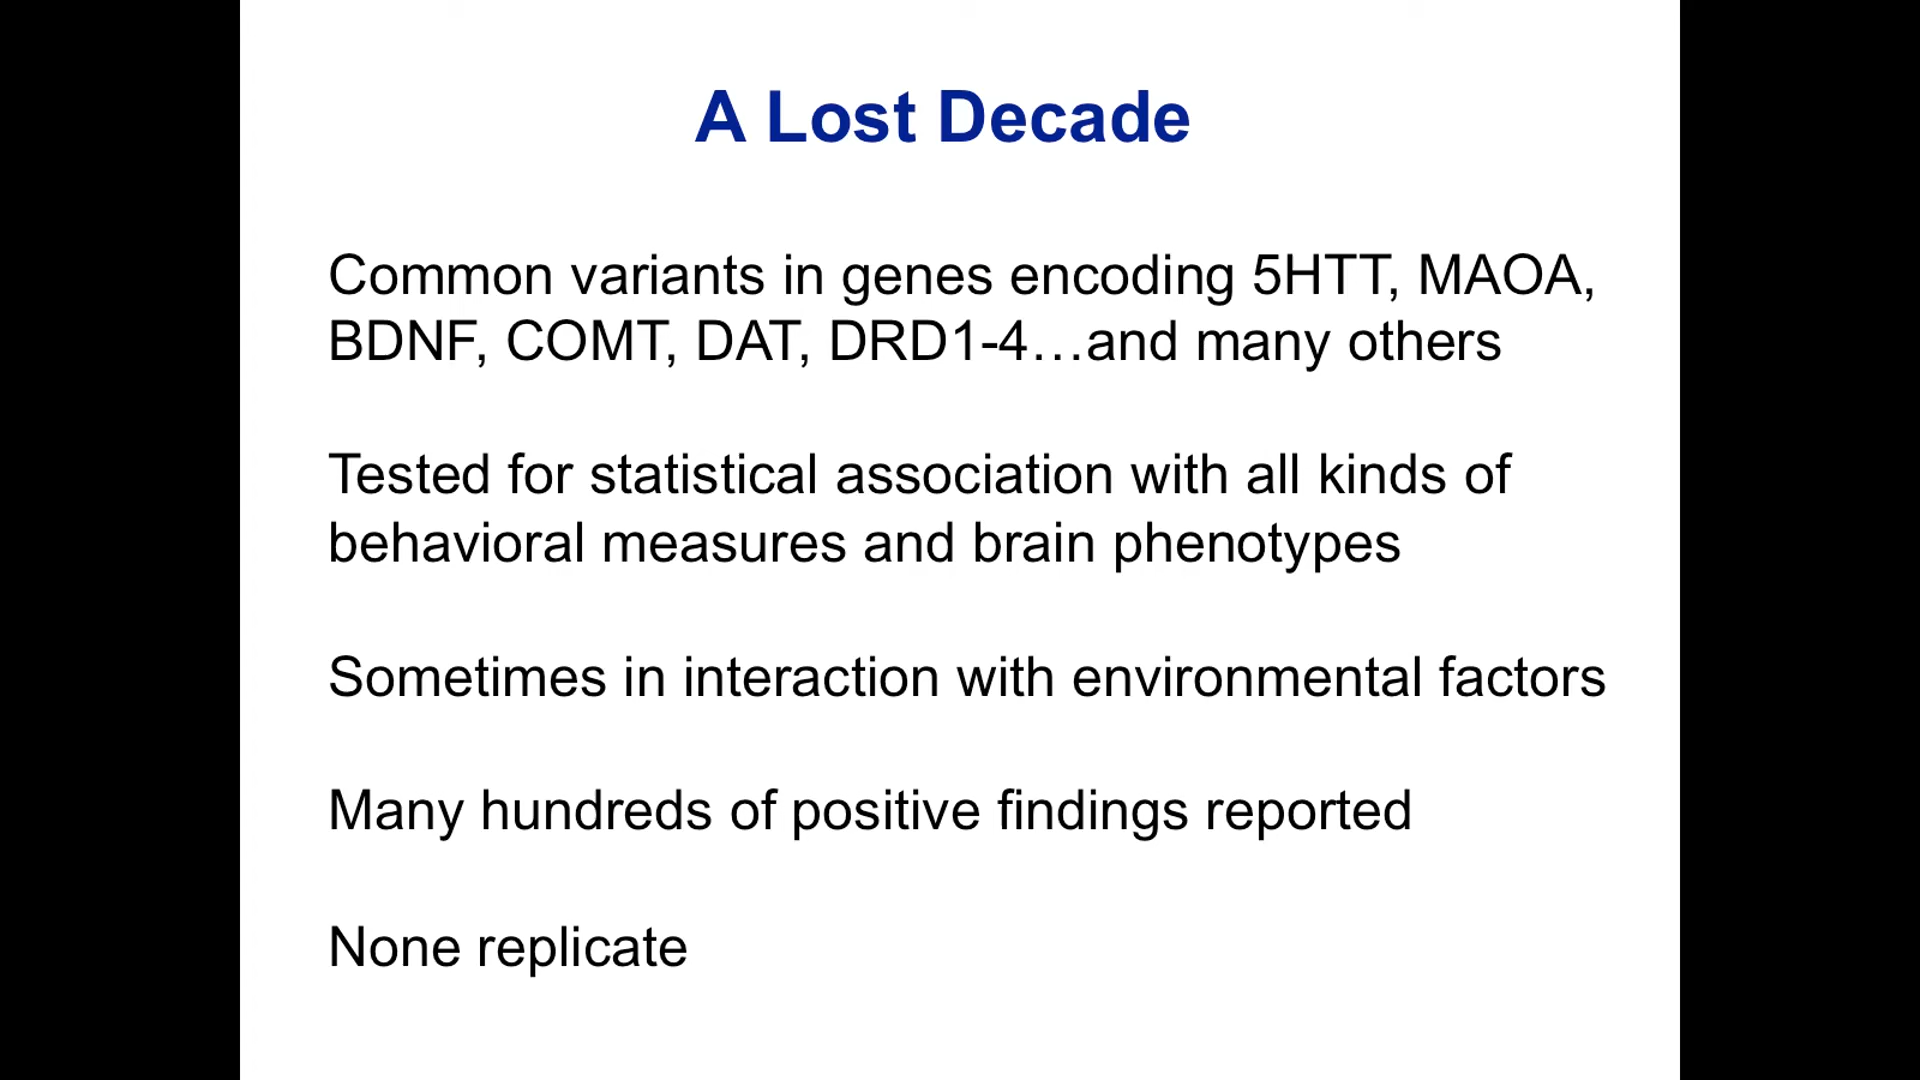 A Lost Decade
Common variants in genes encoding 5HTT, MAOA,
BDNF, COMT, DAT, DRD1-4…and many others
Tested for statistical association with all kinds of
behavioral measures and brain phenotypes
Sometimes in interaction with environmental factors
Many hundreds of positive findings reported
None replicate